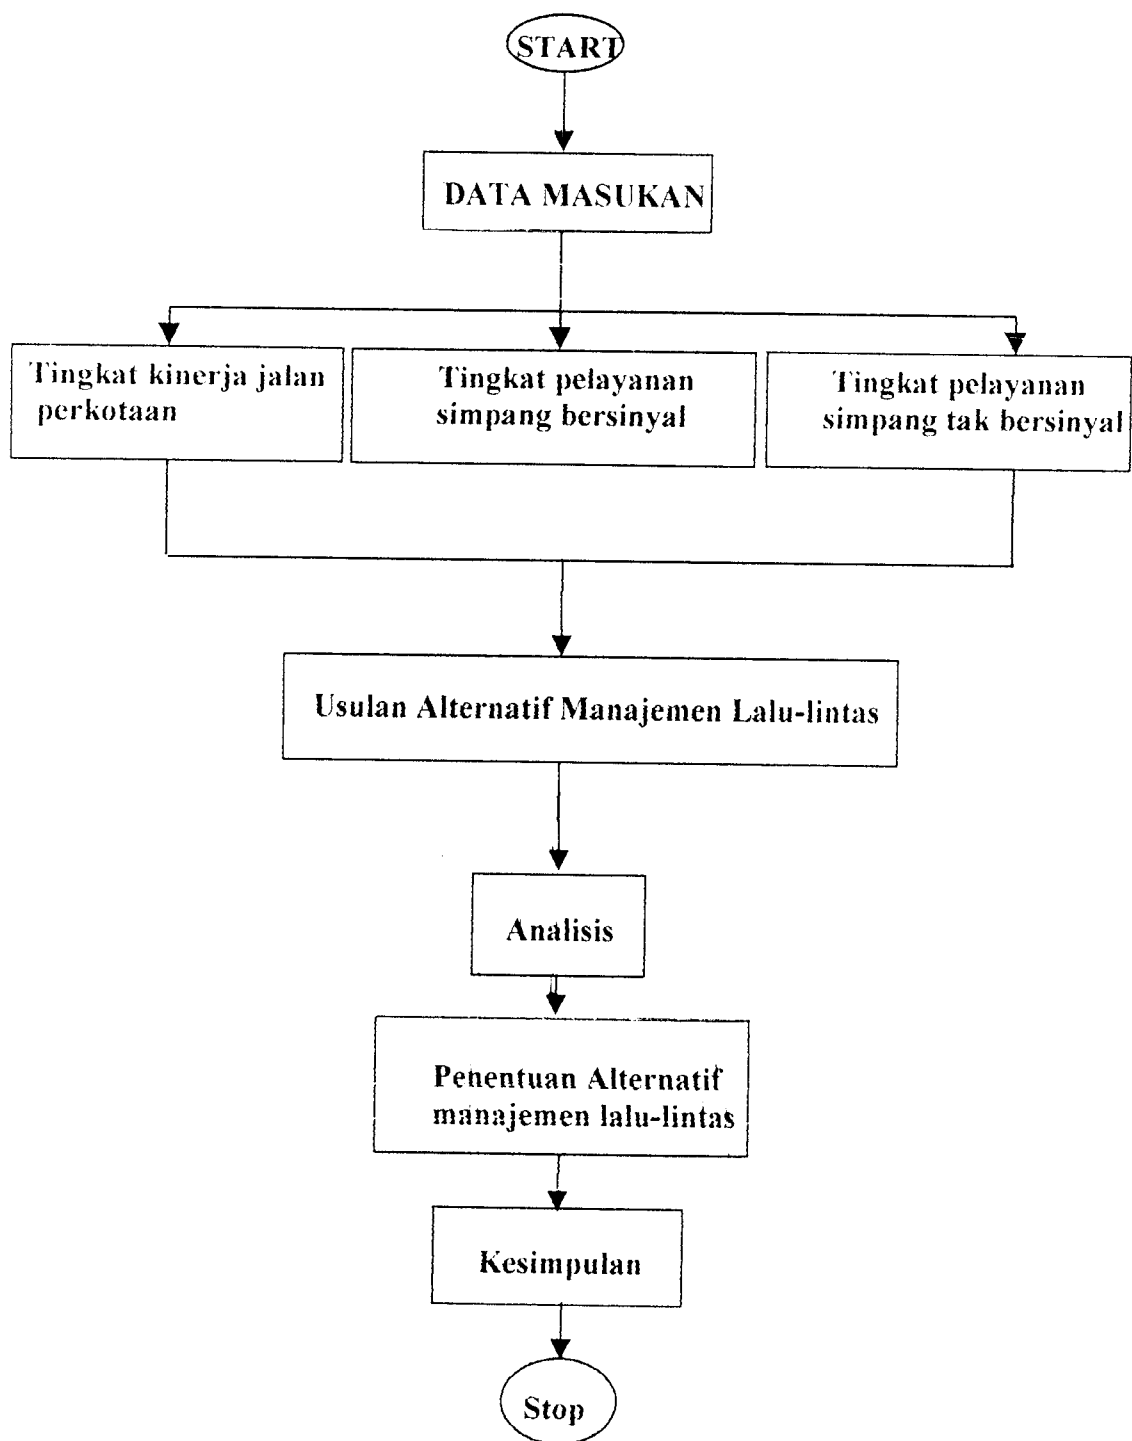 START
DATA MASUKAN
Tingkat kinerja jalan
perkotaan
Tingkat pelayanan
simpang bersinyal
Tingkat pelayanan
simpang tak bersinyal
Usulan Alternatif Manajemen Lalu-lintas
Analisis
Penentuan Alternatif
manajemen lalu-lintas
Kesimpulan
Stop